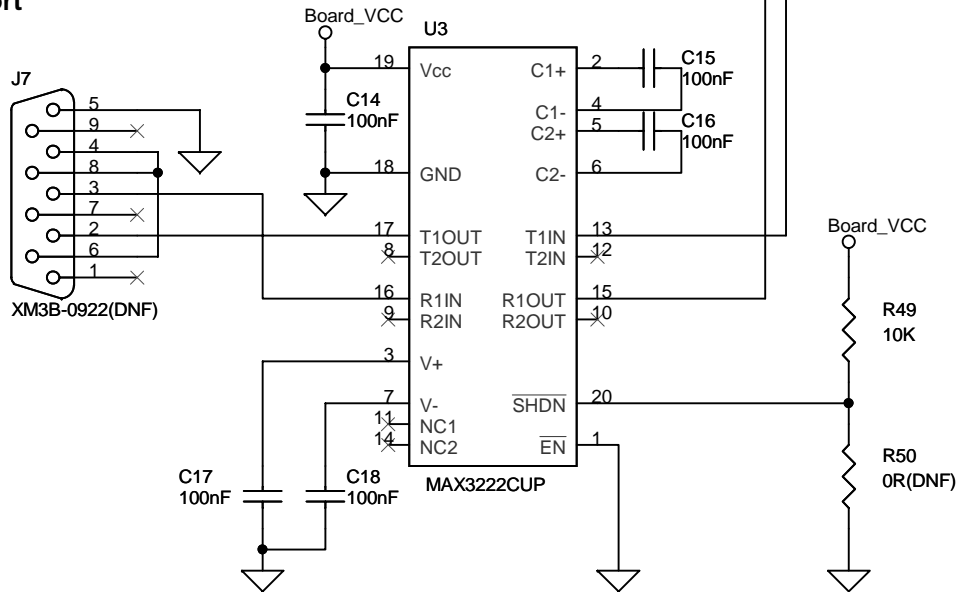 Board_VCC
U3
J7
5
9
4
8
3
7
2
6
1
XM3B-0922(DNF)
C14
100nF
19
Vcc
18
GND
17
T1OUT
8
T2OUT
16
R1IN
9
R2IN
3
V+
7
V-
11
NC1
14
NC2
C1+
2
C1-
4
C2+
5
C2-
6
T1IN
13
T2IN
12
R1OUT
15
R2OUT
10
SHDN
20
EN
1
MAX3222CUP
C15
100nF
C16
100nF
C17
100nF
C18
100nF
Board_VCC
R49
10K
R50
0R(DNF)